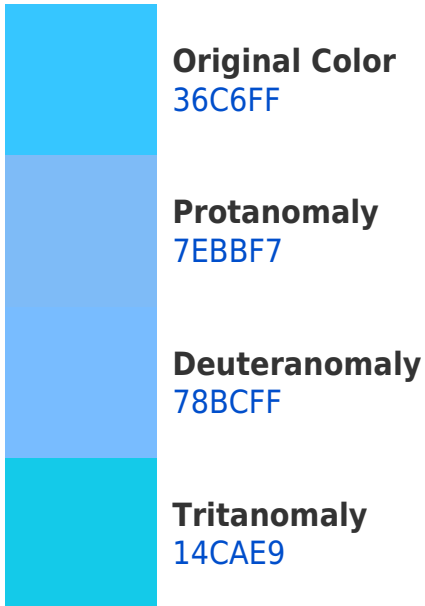 Original Color
36C6FF
Protanomaly
7EBBF7
Deuteranomaly
78BCFF
Tritanomaly
14CAE9